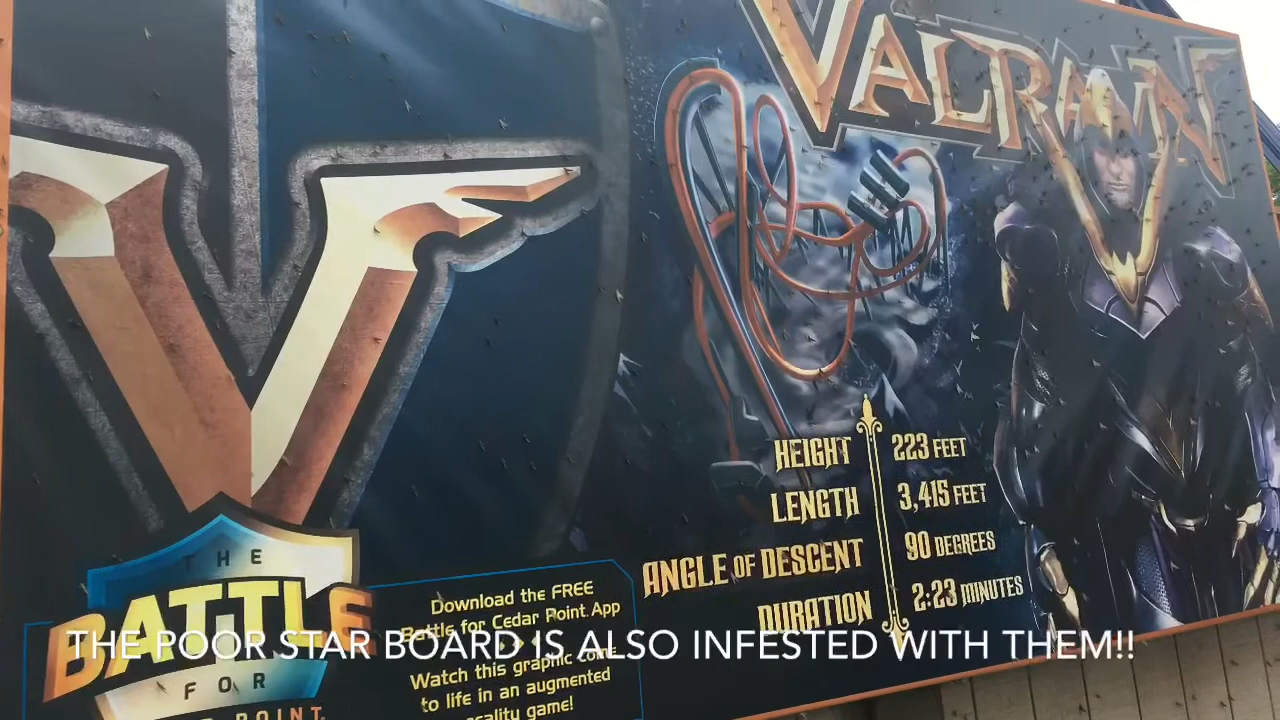 VALRAVN
HEIGHT 223 FEET
LENGTH 3,415 FEET
ANGLE OF DESCENT 90 DEGREES
DURATION 2:23 MINUTES
THE
BATTLE
FOR
POINT
Download the FREE
Battle for Cedar Point App
Watch this graphic come
to life in an augmented
reality game!
THE POOR STAR BOARD IS ALSO INFESTED WITH THEM!!